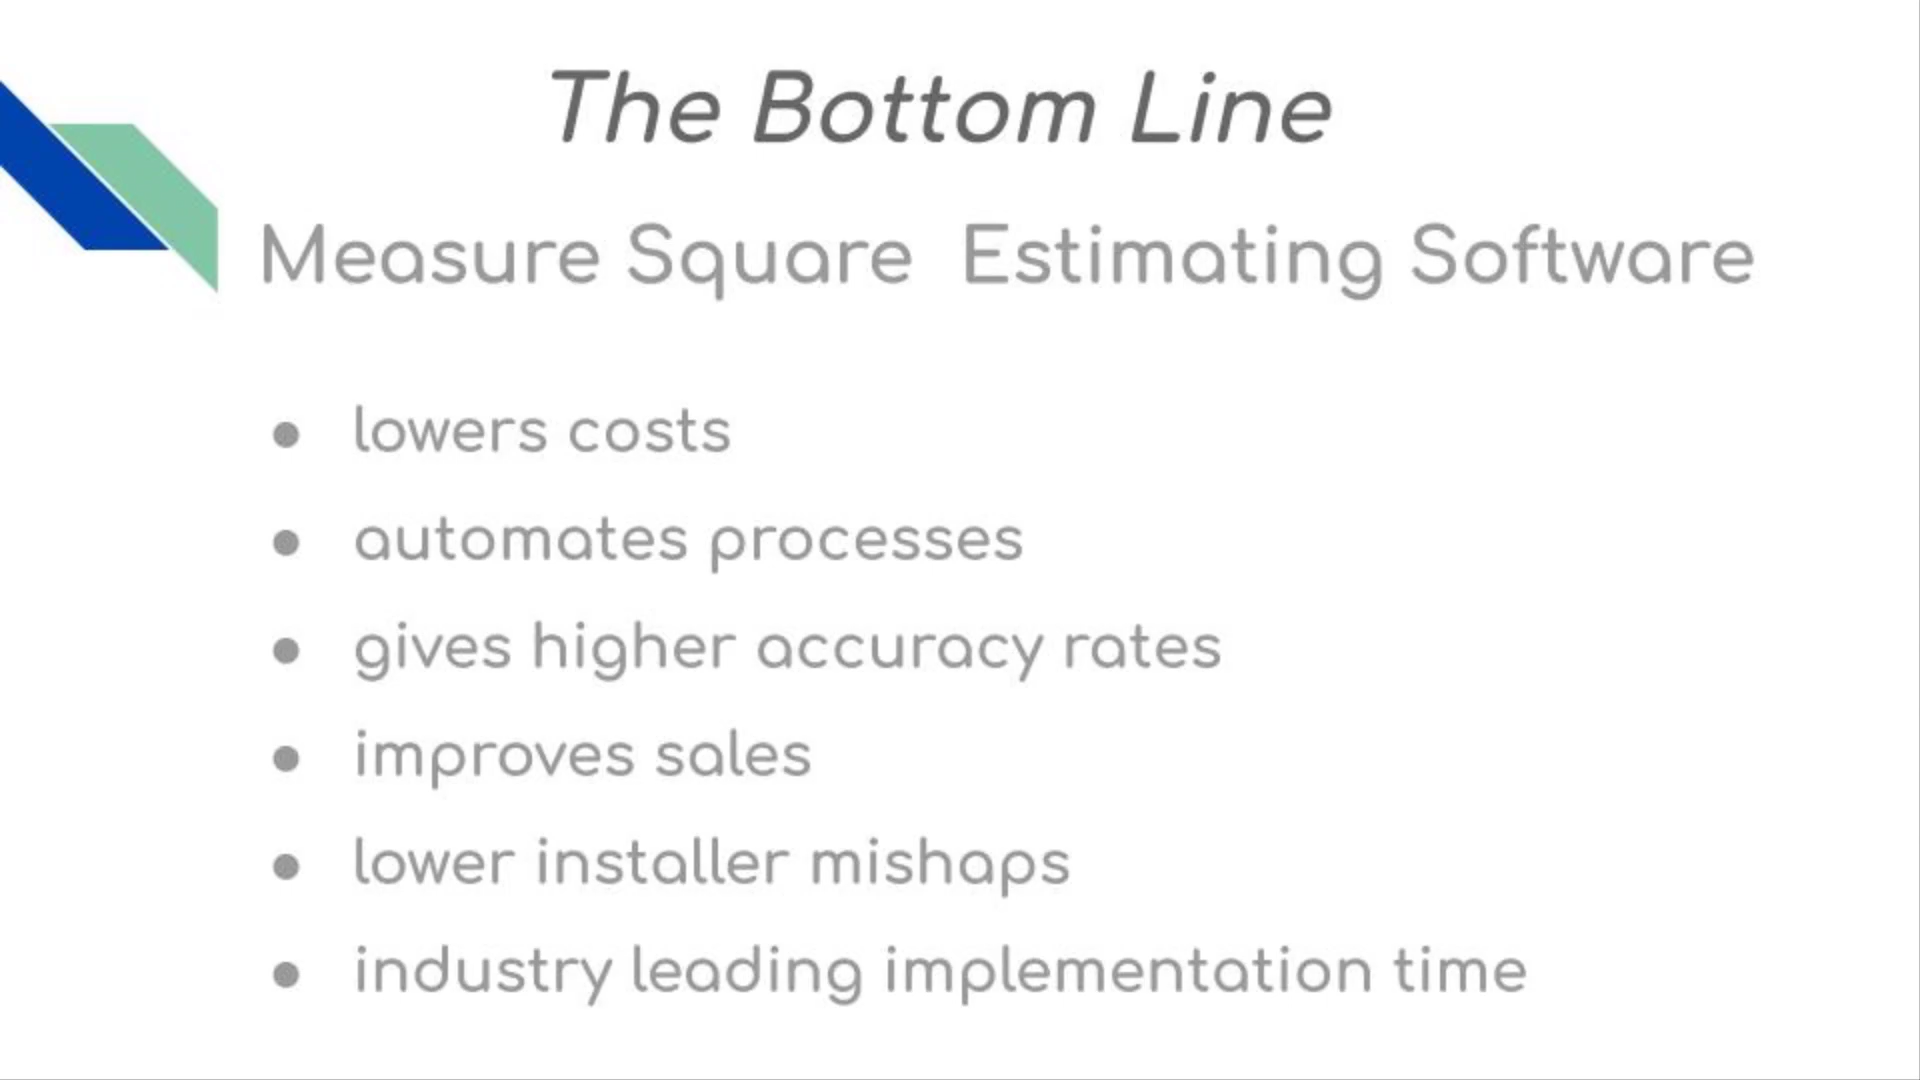 The Bottom Line
Measure Square  Estimating Software
● lowers costs
● automates processes
● gives higher accuracy rates
● improves sales
● lower installer mishaps
● industry leading implementation time